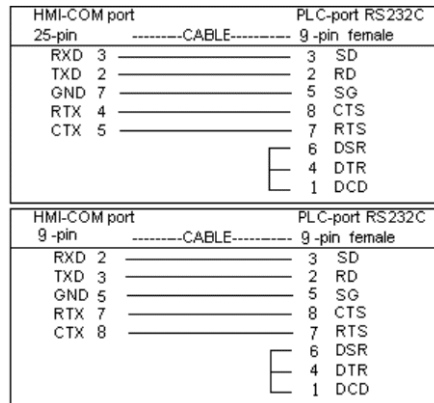 HMI-COM port PLC-port RS232C
25-pin ---------CABLE----------- 9 -pin female
RXD 3 3 SD
TXD 2 2 RD
GND 7 5 SG
RTX 4 8 CTS
CTX 5 7 RTS
6 DSR
4 DTR
1 DCD
HMI-COM port PLC-port RS232C
9 -pin ---------CABLE----------- 9 -pin female
RXD 2 3 SD
TXD 3 2 RD
GND 5 5 SG
RTX 7 8 CTS
CTX 8 7 RTS
6 DSR
4 DTR
1 DCD